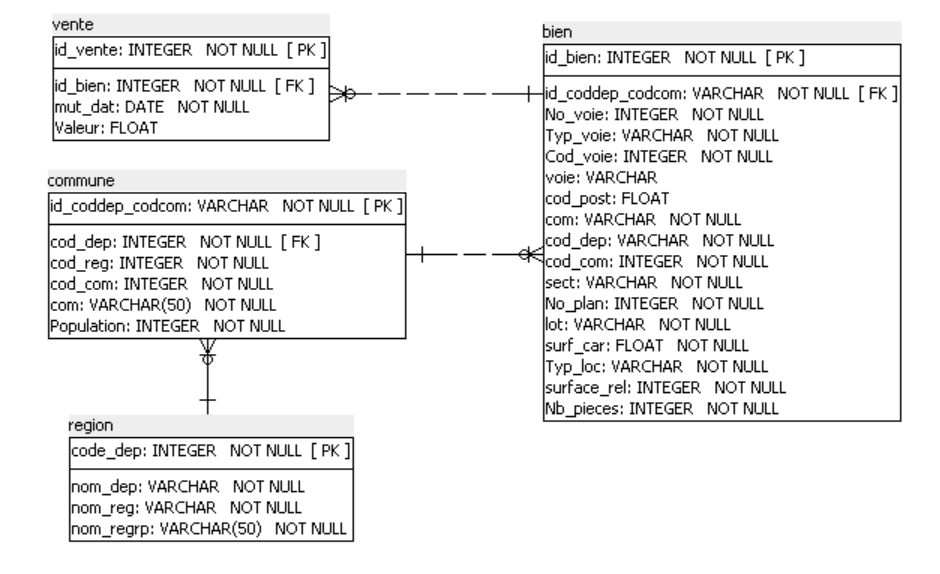 vente
id_vente: INTEGER NOT NULL [ PK ]
id_bien: INTEGER NOT NULL [ FK ]
mut_dat: DATE NOT NULL
Valeur: FLOAT
bien
id_bien: INTEGER NOT NULL [ PK ]
id_coddep_codcom: VARCHAR NOT NULL [ FK ]
No_voie: INTEGER NOT NULL
Typ_voie: VARCHAR NOT NULL
Cod_voie: INTEGER NOT NULL
voie: VARCHAR
cod_post: FLOAT
com: VARCHAR NOT NULL
cod_dep: VARCHAR NOT NULL
cod_com: INTEGER NOT NULL
sect: VARCHAR NOT NULL
No_plan: INTEGER NOT NULL
lot: VARCHAR NOT NULL
surf_car: FLOAT NOT NULL
Typ_loc: VARCHAR NOT NULL
surface_rel: INTEGER NOT NULL
Nb_pieces: INTEGER NOT NULL
commune
id_coddep_codcom: VARCHAR NOT NULL [ PK ]
cod_dep: INTEGER NOT NULL [ FK ]
cod_reg: INTEGER NOT NULL
cod_com: INTEGER NOT NULL
com: VARCHAR(50) NOT NULL
Population: INTEGER NOT NULL
region
code_dep: INTEGER NOT NULL [ PK ]
nom_dep: VARCHAR NOT NULL
nom_reg: VARCHAR NOT NULL
nom_regrp: VARCHAR(50) NOT NULL